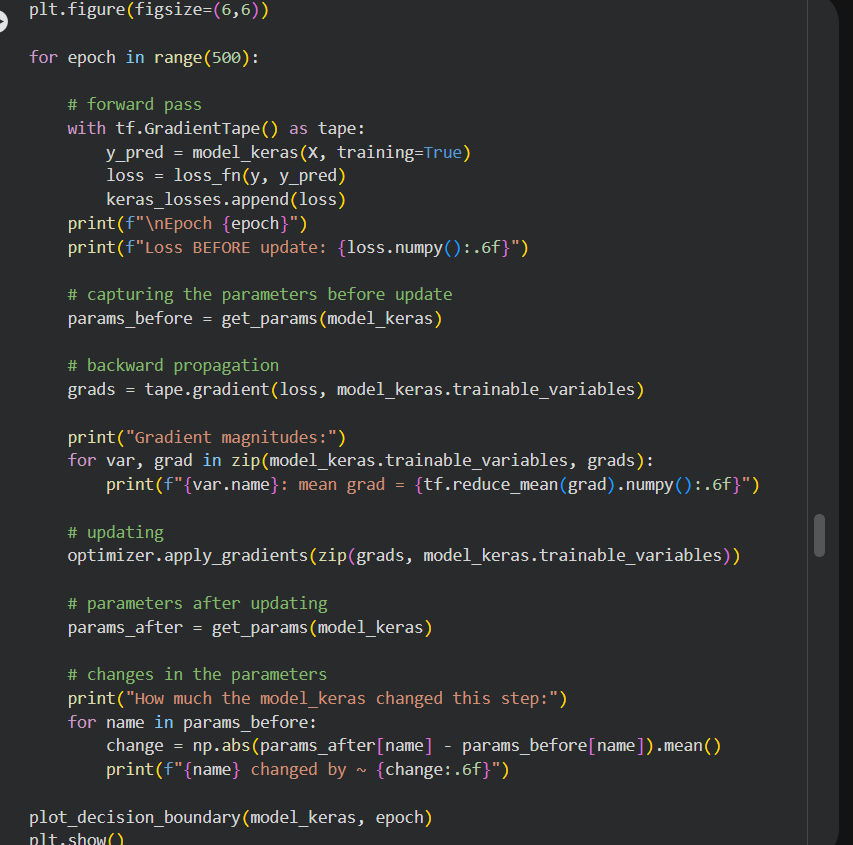 plt.figure(figsize=(6,6))
for epoch in range(500):
# forward pass
with tf.GradientTape() as tape:
y_pred = model_keras(X, training=True)
loss = loss_fn(y, y_pred)
keras_losses.append(loss)
print(f"\nEpoch {epoch}")
print(f"Loss BEFORE update: {loss.numpy():.6f}")
# capturing the parameters before update
params_before = get_params(model_keras)
# backward propagation
grads = tape.gradient(loss, model_keras.trainable_variables)
print("Gradient magnitudes:")
for var, grad in zip(model_keras.trainable_variables, grads):
print(f"{var.name}: mean grad = {tf.reduce_mean(grad).numpy():.6f}")
# updating
optimizer.apply_gradients(zip(grads, model_keras.trainable_variables))
# parameters after updating
params_after = get_params(model_keras)
# changes in the parameters
print("How much the model_keras changed this step:")
for name in params_before:
change = np.abs(params_after[name] - params_before[name]).mean()
print(f"{name} changed by ~ {change:.6f}")
plot_decision_boundary(model_keras, epoch)
plt.show()